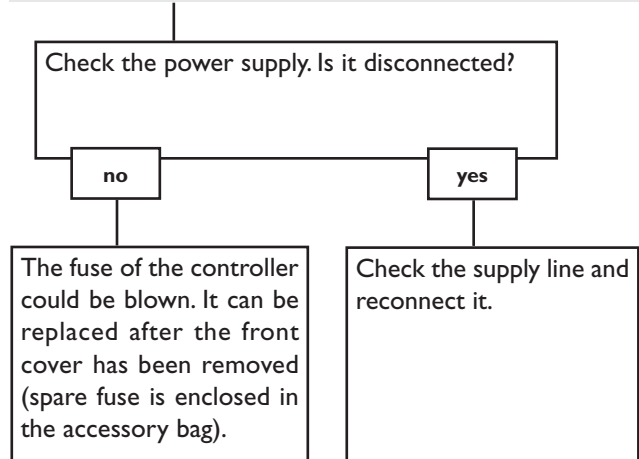 Check the power supply. Is it disconnected?
no
yes
The fuse of the controller
could be blown. It can be
replaced after the front
cover has been removed
(spare fuse is enclosed in
the accessory bag).
Check the supply line and
reconnect it.